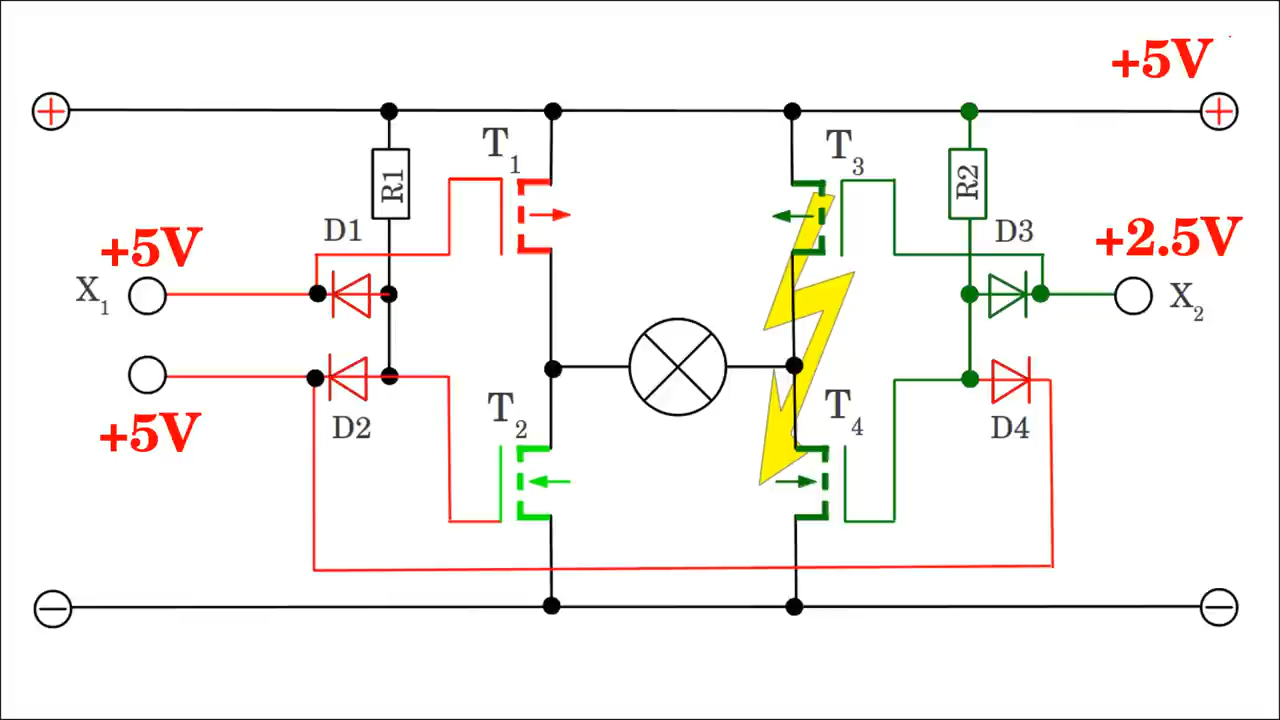 +5V
+
+
T1
T3
R1
R2
D1
D3
+5V
+2.5V
X1
X2
T2
T4
D2
D4
+5V
−
−